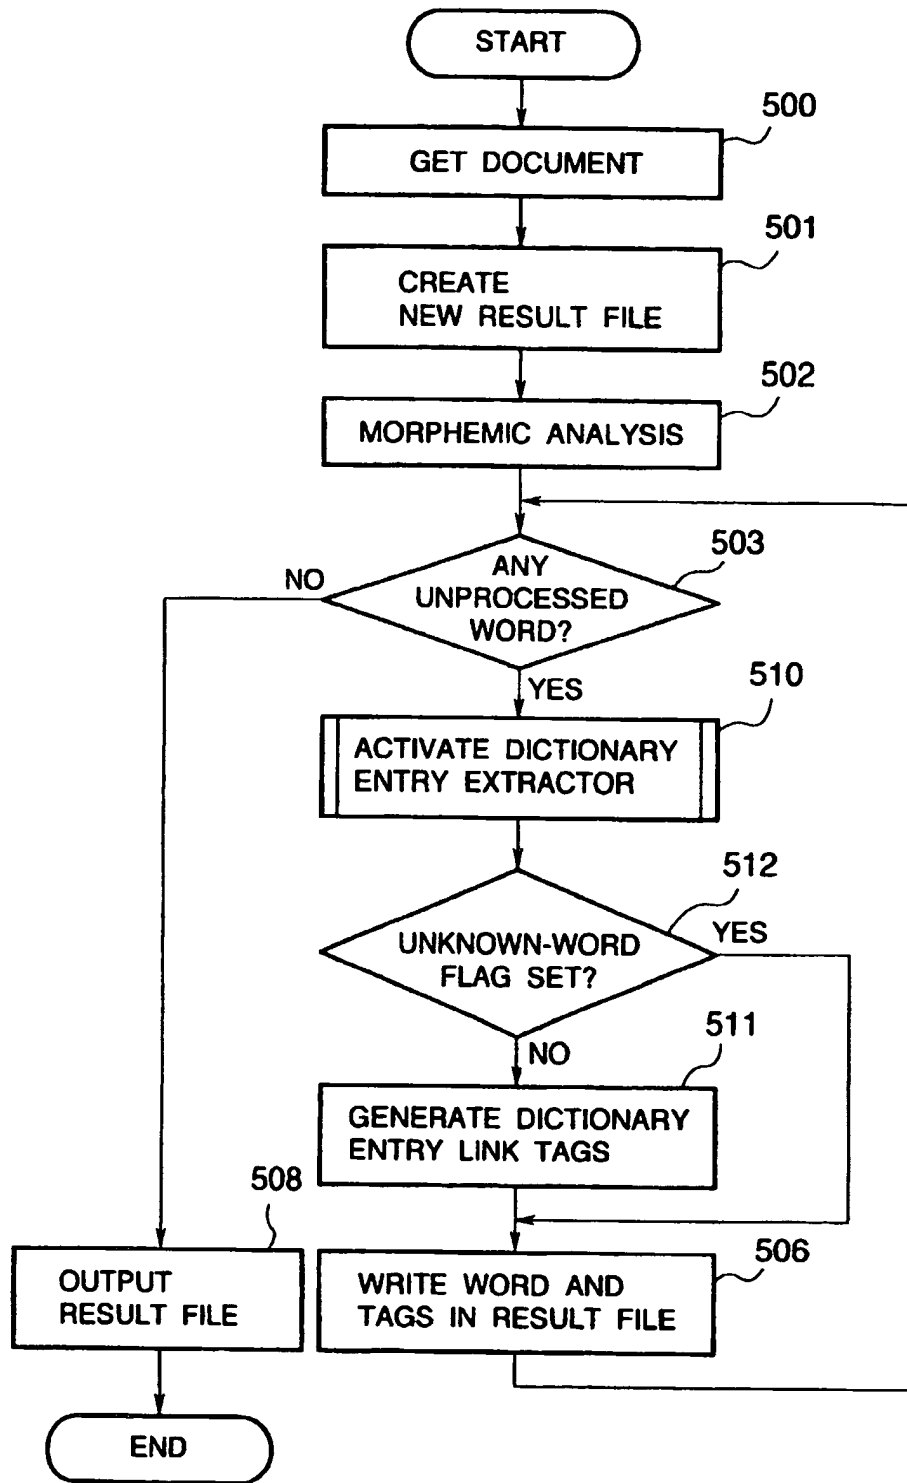 START
500
GET DOCUMENT
501
CREATE
NEW RESULT FILE
502
MORPHEMIC ANALYSIS
503
NO
ANY
UNPROCESSED
WORD?
YES
510
ACTIVATE DICTIONARY
ENTRY EXTRACTOR
512
UNKNOWN-WORD
FLAG SET?
YES
NO
511
GENERATE DICTIONARY
ENTRY LINK TAGS
508
OUTPUT
RESULT FILE
506
WRITE WORD AND
TAGS IN RESULT FILE
END